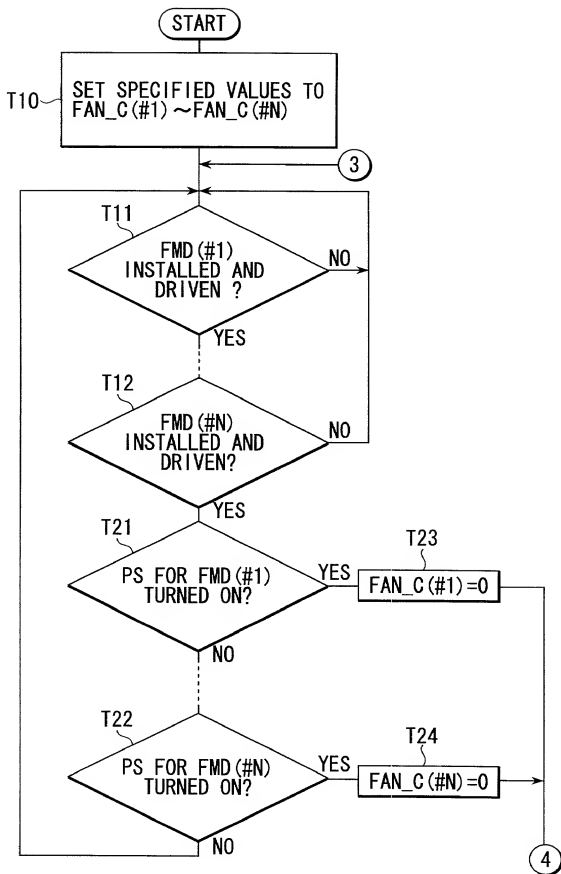 START
T10
SET SPECIFIED VALUES TO
FAN_C(#1)~FAN_C(#N)
3
T11
FMD(#1)
INSTALLED AND
DRIVEN ?
NO
YES
T12
FMD(#N)
INSTALLED AND
DRIVEN?
NO
YES
T21
PS FOR FMD(#1)
TURNED ON?
YES
T23
FAN_C(#1)=0
NO
T22
PS FOR FMD(#N)
TURNED ON?
YES
T24
FAN_C(#N)=0
NO
4